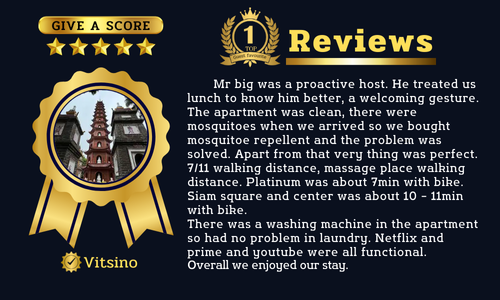 GIVE A SCORE
1
TOP
Reviews
Mr big was a proactive host. He treated us
lunch to know him better, a welcoming gesture.
The apartment was clean, there were
mosquitoes when we arrived so we bought
mosquitoe repellent and the problem was
solved. Apart from that very thing was perfect.
7/11 walking distance, massage place walking
distance. Platinum was about 7min with bike.
Siam square and center was about 10 - 11min
with bike.
There was a washing machine in the apartment
so had no problem in laundry. Netflix and
prime and youtube were all functional.
Overall we enjoyed our stay.
Vitsino